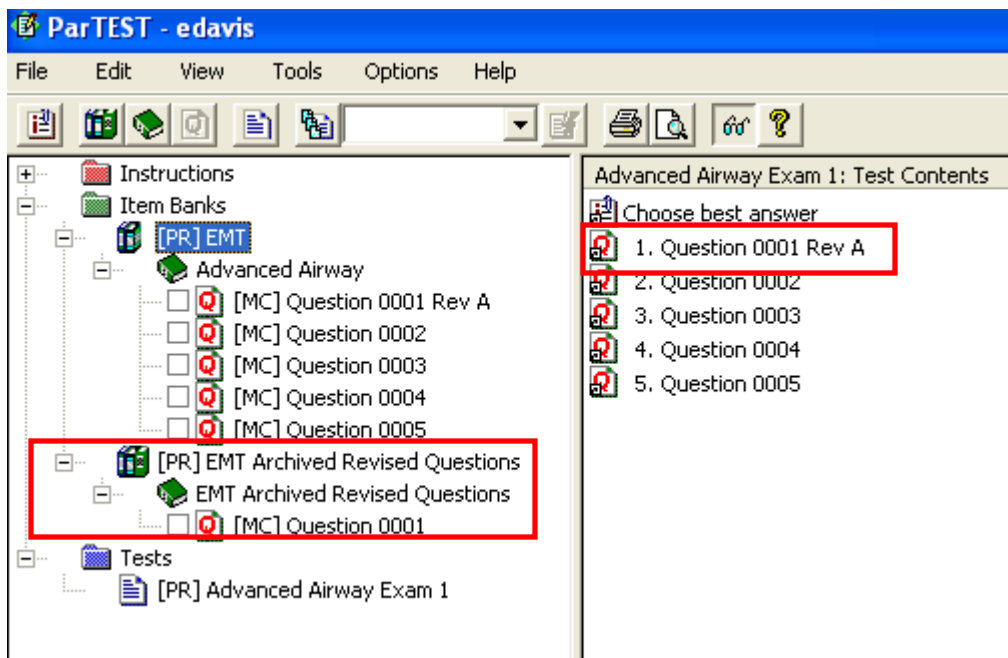 ParTEST - edavis
File Edit View Tools Options Help
Instructions
Item Banks
[PR] EMT
Advanced Airway
[MC] Question 0001 Rev A
[MC] Question 0002
[MC] Question 0003
[MC] Question 0004
[MC] Question 0005
[PR] EMT Archived Revised Questions
EMT Archived Revised Questions
[MC] Question 0001
Tests
[PR] Advanced Airway Exam 1
Advanced Airway Exam 1: Test Contents
Choose best answer
1. Question 0001 Rev A
2. Question 0002
3. Question 0003
4. Question 0004
5. Question 0005